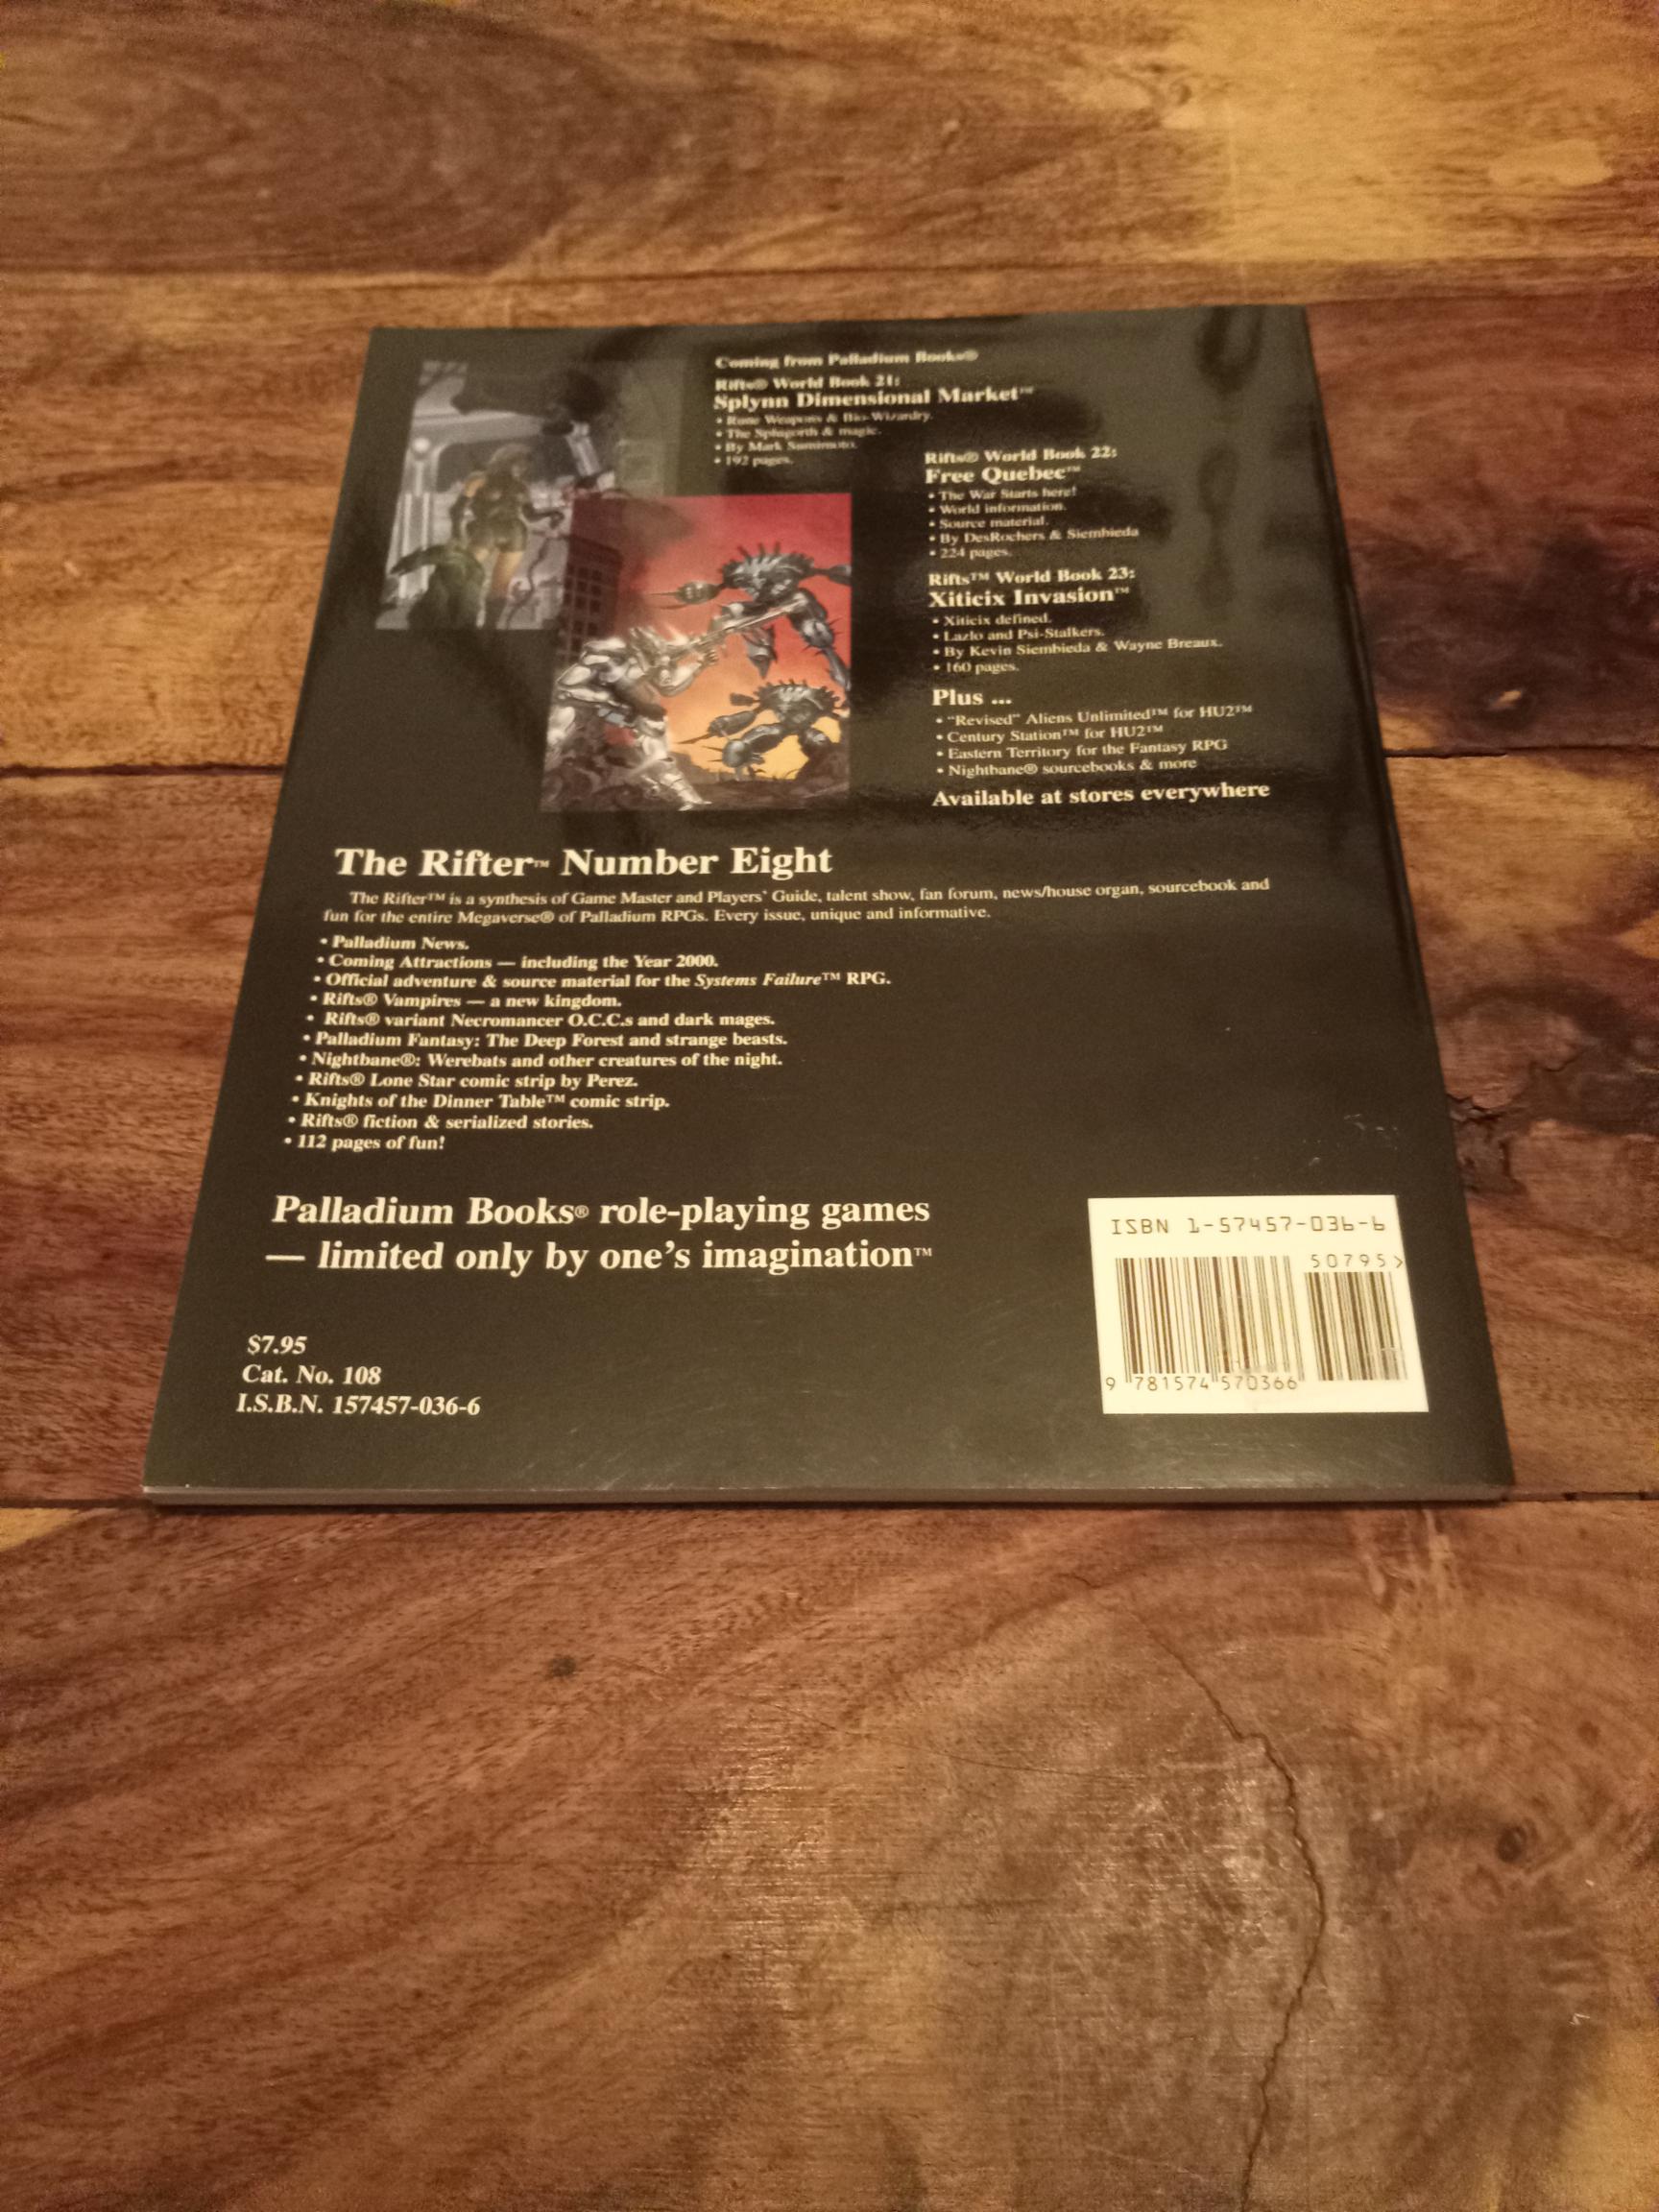 Coming from Palladium Books®
Rifts® World Book 21:
Splynn Dimensional Market™
• Rune Weapons & Bio-Wizardry.
• The Splugorth & magic.
• By Mark Sumimoto.
• 192 pages.
Rifts® World Book 22:
Free Quebec™
• The War Starts here!
• World information.
• Source material.
• By DesRochers & Siembieda
• 224 pages.
Rifts™ World Book 23:
Xiticix Invasion™
• Xiticix defined.
• Lazlo and Psi-Stalkers.
• By Kevin Siembieda & Wayne Breaux.
• 160 pages.
Plus ...
• "Revised" Aliens Unlimited™ for HU2™
• Century Station™ for HU2™
• Eastern Territory for the Fantasy RPG
• Nightbane® sourcebooks & more
Available at stores everywhere
The Rifter™ Number Eight
The Rifter™ is a synthesis of Game Master and Players' Guide, talent show, fan forum, news/house organ, sourcebook and
fun for the entire Megaverse® of Palladium RPGs. Every issue, unique and informative.
• Palladium News.
• Coming Attractions — including the Year 2000.
• Official adventure & source material for the Systems Failure™ RPG.
• Rifts® Vampires — a new kingdom.
• Rifts® variant Necromancer O.C.C.s and dark mages.
• Palladium Fantasy: The Deep Forest and strange beasts.
• Nightbane®: Werebats and other creatures of the night.
• Rifts® Lone Star comic strip by Perez.
• Knights of the Dinner Table™ comic strip.
• Rifts® fiction & serialized stories.
• 112 pages of fun!
Palladium Books® role-playing games
— limited only by one's imagination™
$7.95
Cat. No. 108
I.S.B.N. 157457-036-6
ISBN 1-57457-036-6
50795>
9 781574 570366